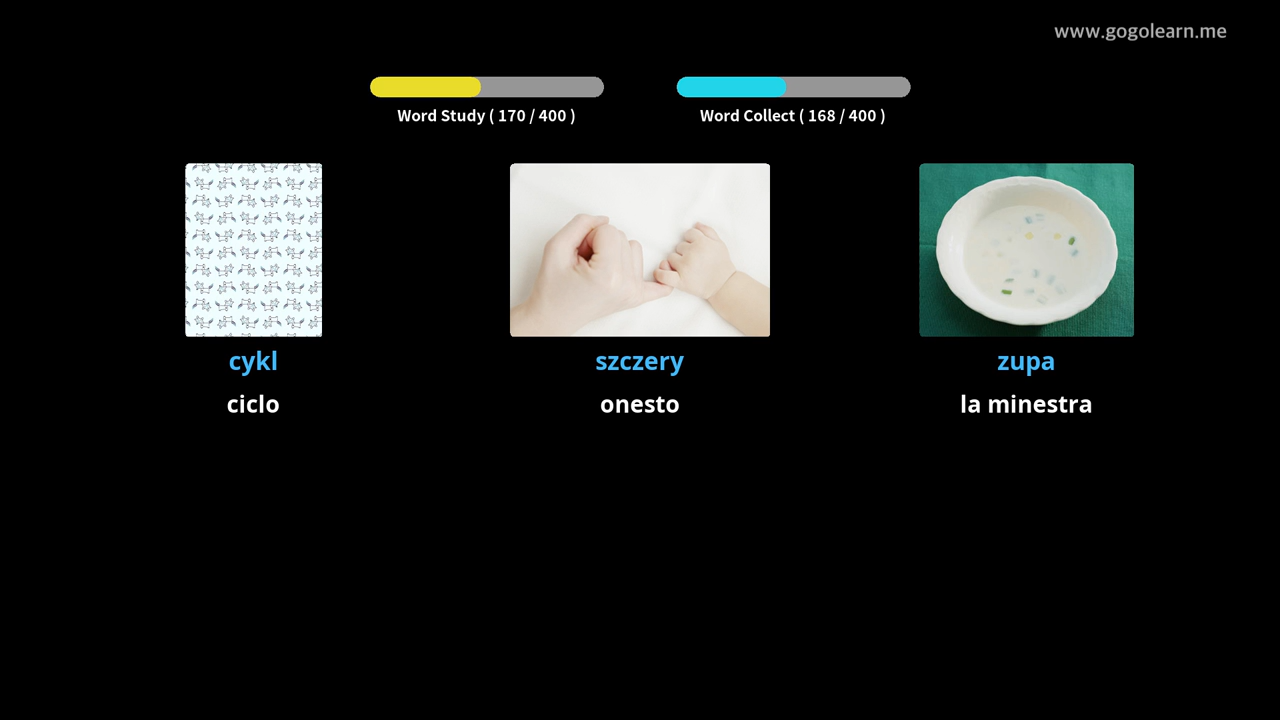 www.gogolearn.me
Word Study ( 170 / 400 )
Word Collect ( 168 / 400 )
cykl
szczery
zupa
ciclo
onesto
la minestra